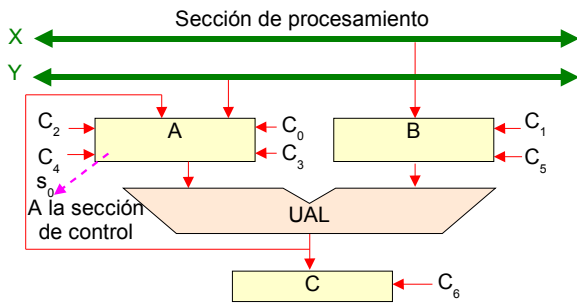 Sección de procesamiento
X
Y
C₂
A
C₀
B
C₁
C₄
C₃
C₅
s₀
A la sección
de control
UAL
C
C₆